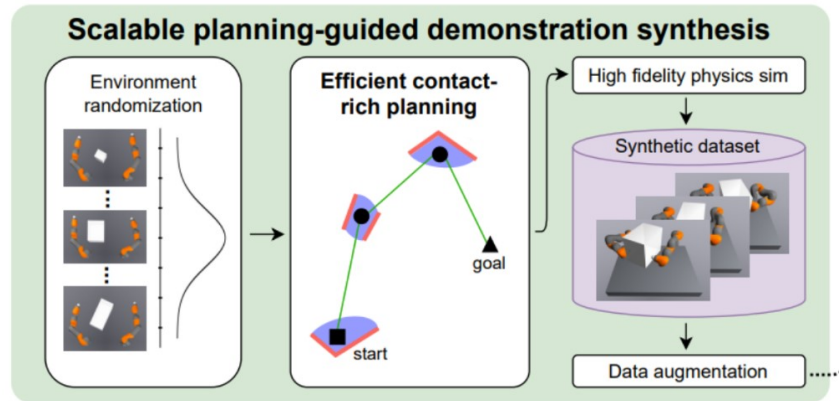 Scalable planning-guided demonstration synthesis
Environment
randomization
Efficient contact-
rich planning
goal
start
High fidelity physics sim
Synthetic dataset
Data augmentation